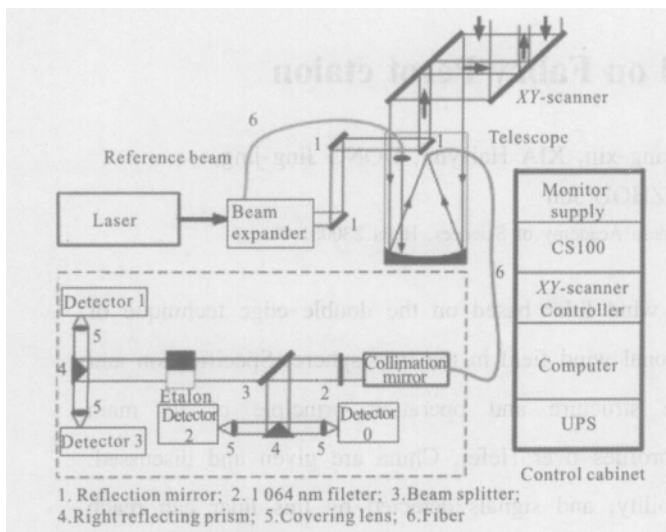 XY-scanner
6
1
1
Telescope
Reference beam
1
Laser
Beam
expander
Monitor
supply
CS100
XY-scanner
Controller
Computer
UPS
Control cabinet
6
Detector 1
5
4
3
2
Collimation
mirror
Etalon
5
Detector 3
Detector
2
5
4
5
Detector
0
1. Reflection mirror; 2. 1 064 nm fileter; 3.Beam splitter;
4.Right reflecting prism; 5.Covering lens; 6.Fiber